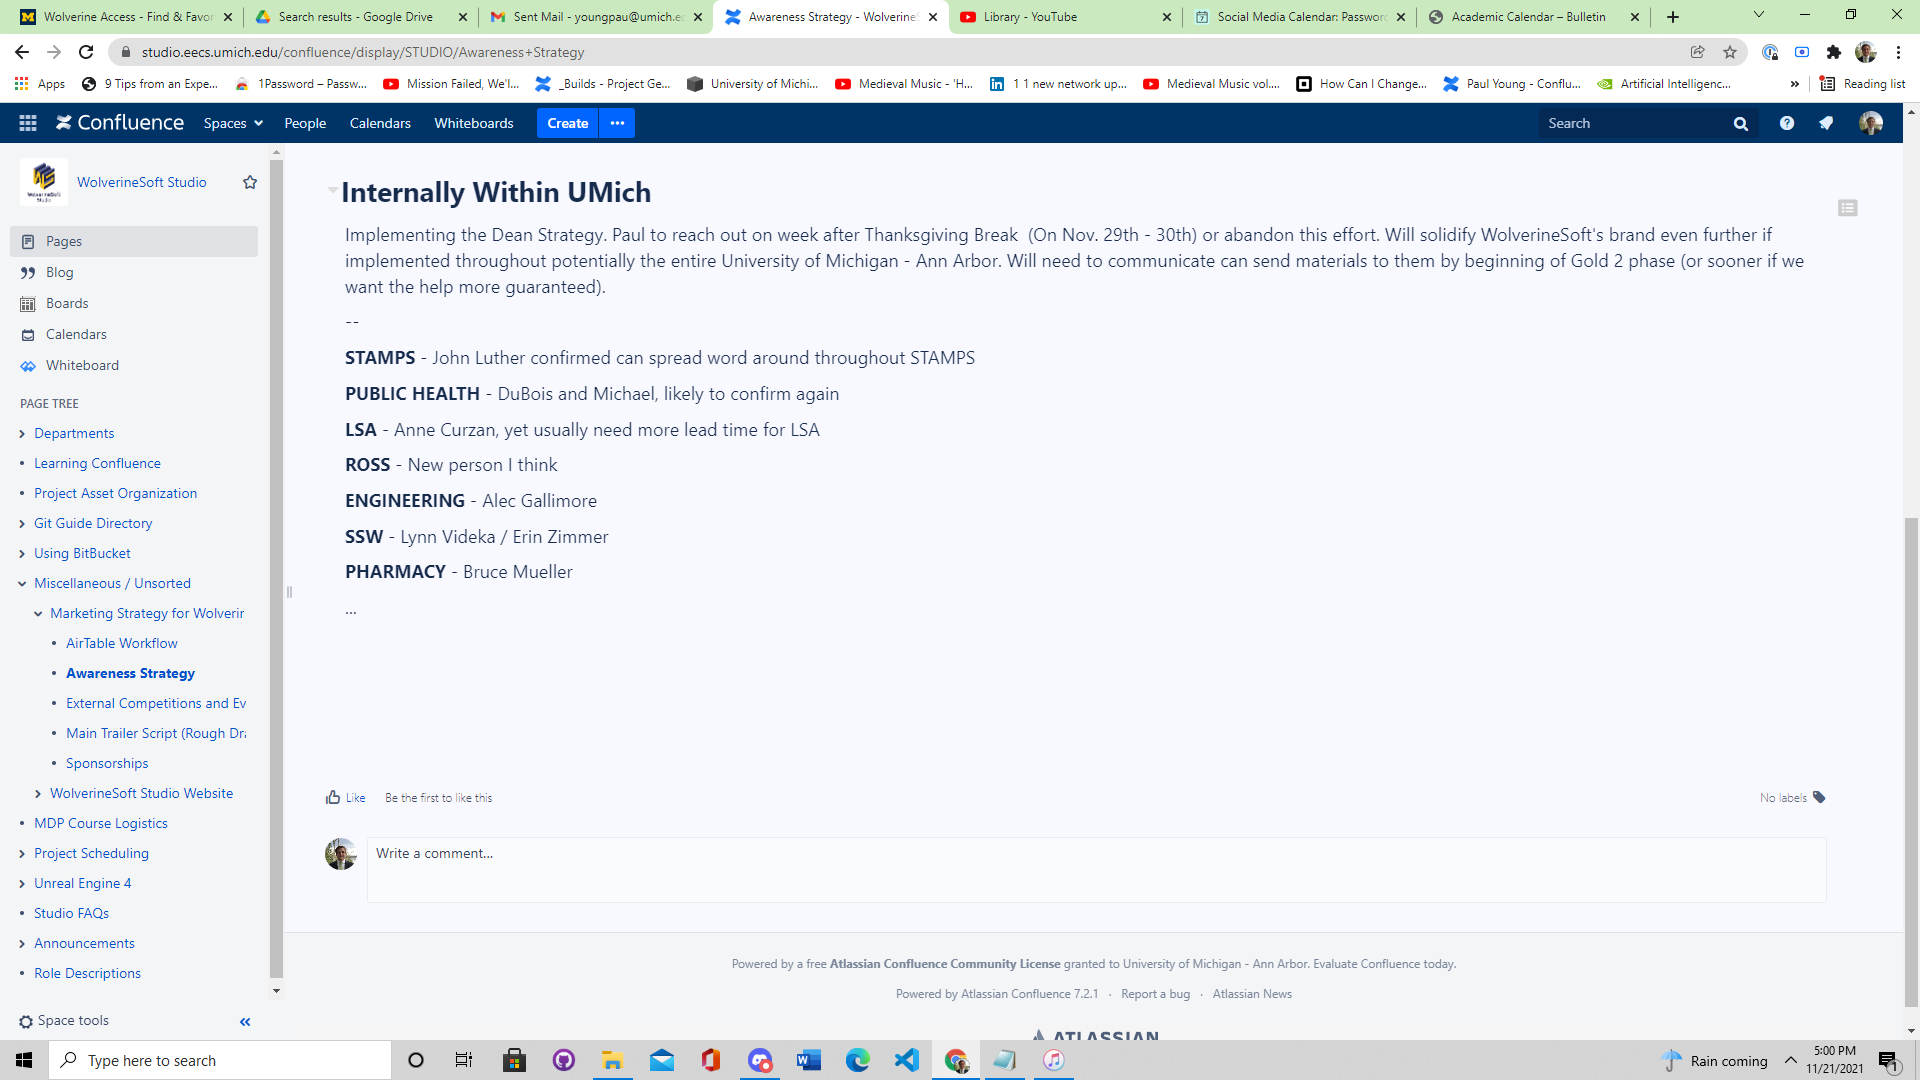 Wolverine Access - Find & Favor
Search results - Google Drive
Sent Mail - youngpau@umich.e
Awareness Strategy - Wolverine
Library - YouTube
Social Media Calendar: Passwor
Academic Calendar – Bulletin
studio.eecs.umich.edu/confluence/display/STUDIO/Awareness+Strategy
Apps
9 Tips from an Expe...
1Password – Passw...
Mission Failed, We'l...
_Builds - Project Ge...
University of Michi...
Medieval Music - 'H...
1 1 new network up...
Medieval Music vol....
How Can I Change...
Paul Young - Conflu...
Artificial Intelligenc...
»
Reading list
Confluence
Spaces
People
Calendars
Whiteboards
Create
Search
WolverineSoft Studio
WolverineSoft
Studio
Pages
Blog
Boards
Calendars
Whiteboard
PAGE TREE
Departments
Learning Confluence
Project Asset Organization
Git Guide Directory
Using BitBucket
Miscellaneous / Unsorted
Marketing Strategy for Wolverin
AirTable Workflow
Awareness Strategy
External Competitions and Ev
Main Trailer Script (Rough Dra
Sponsorships
WolverineSoft Studio Website
MDP Course Logistics
Project Scheduling
Unreal Engine 4
Studio FAQs
Announcements
Role Descriptions
Space tools
Internally Within UMich
Implementing the Dean Strategy. Paul to reach out on week after Thanksgiving Break (On Nov. 29th - 30th) or abandon this effort. Will solidify WolverineSoft's brand even further if
implemented throughout potentially the entire University of Michigan - Ann Arbor. Will need to communicate can send materials to them by beginning of Gold 2 phase (or sooner if we
want the help more guaranteed).
--
STAMPS - John Luther confirmed can spread word around throughout STAMPS
PUBLIC HEALTH - DuBois and Michael, likely to confirm again
LSA - Anne Curzan, yet usually need more lead time for LSA
ROSS - New person I think
ENGINEERING - Alec Gallimore
SSW - Lynn Videka / Erin Zimmer
PHARMACY - Bruce Mueller
...
Like
Be the first to like this
No labels
Write a comment...
Powered by a free Atlassian Confluence Community License granted to University of Michigan - Ann Arbor. Evaluate Confluence today.
Powered by Atlassian Confluence 7.2.1 · Report a bug · Atlassian News
ATLASSIAN
Type here to search
Rain coming
5:00 PM
11/21/2021
1